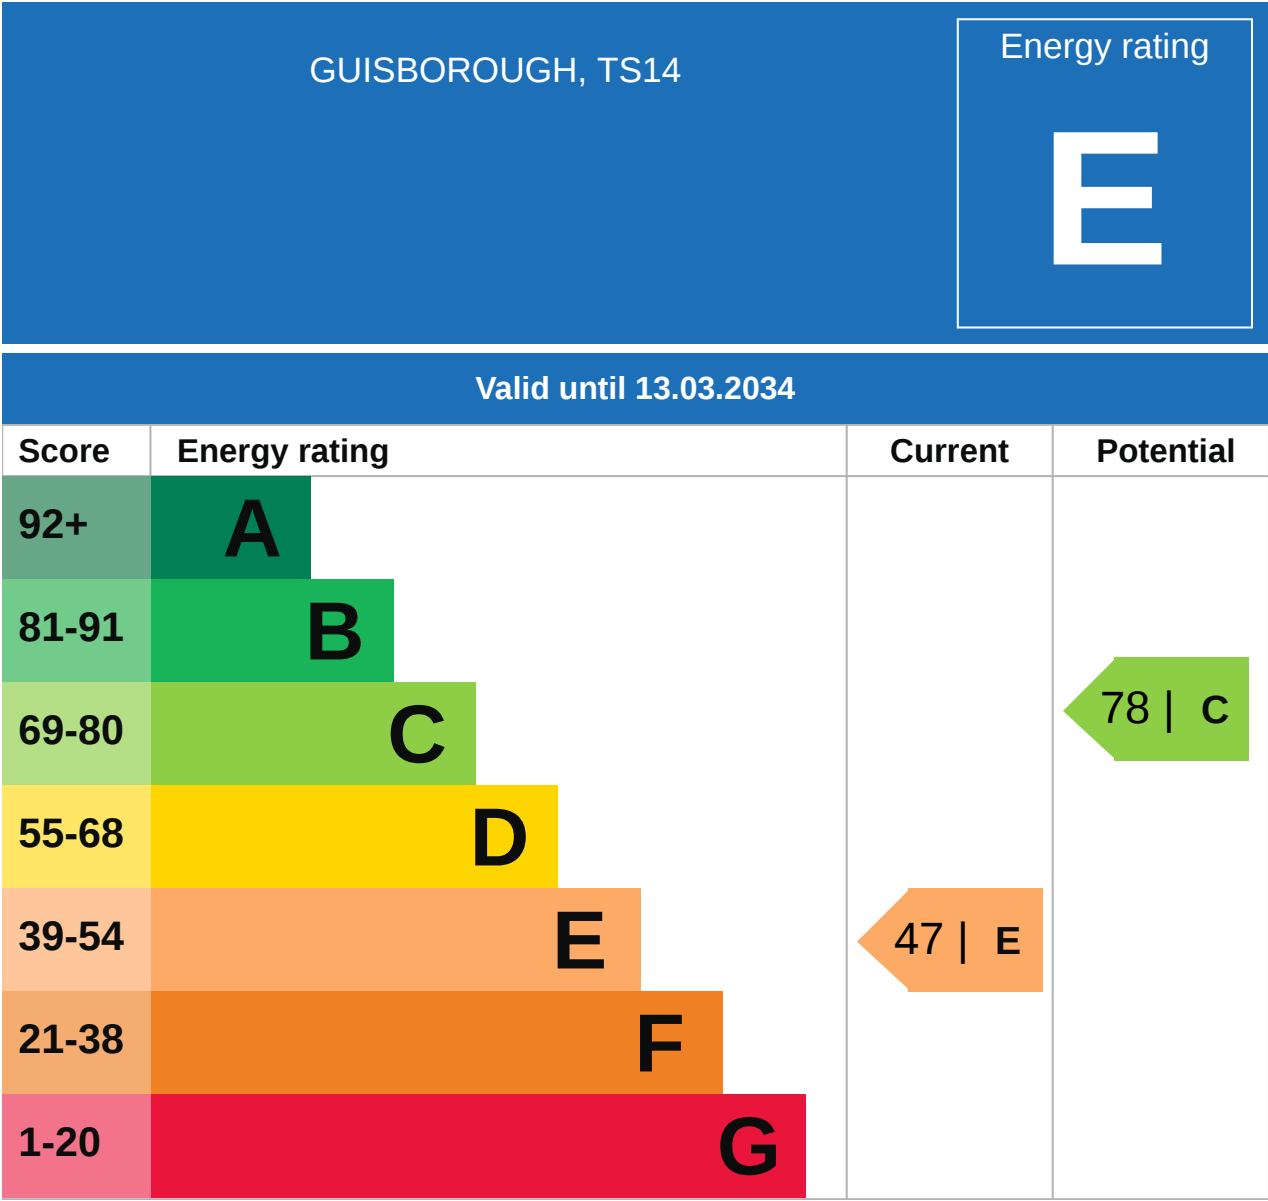 GUISBOROUGH, TS14
Energy rating
E
Valid until 13.03.2034
Score Energy rating Current Potential
92+ A
81-91 B
69-80 C
78 | C
55-68 D
39-54 E
47 | E
21-38 F
1-20 G